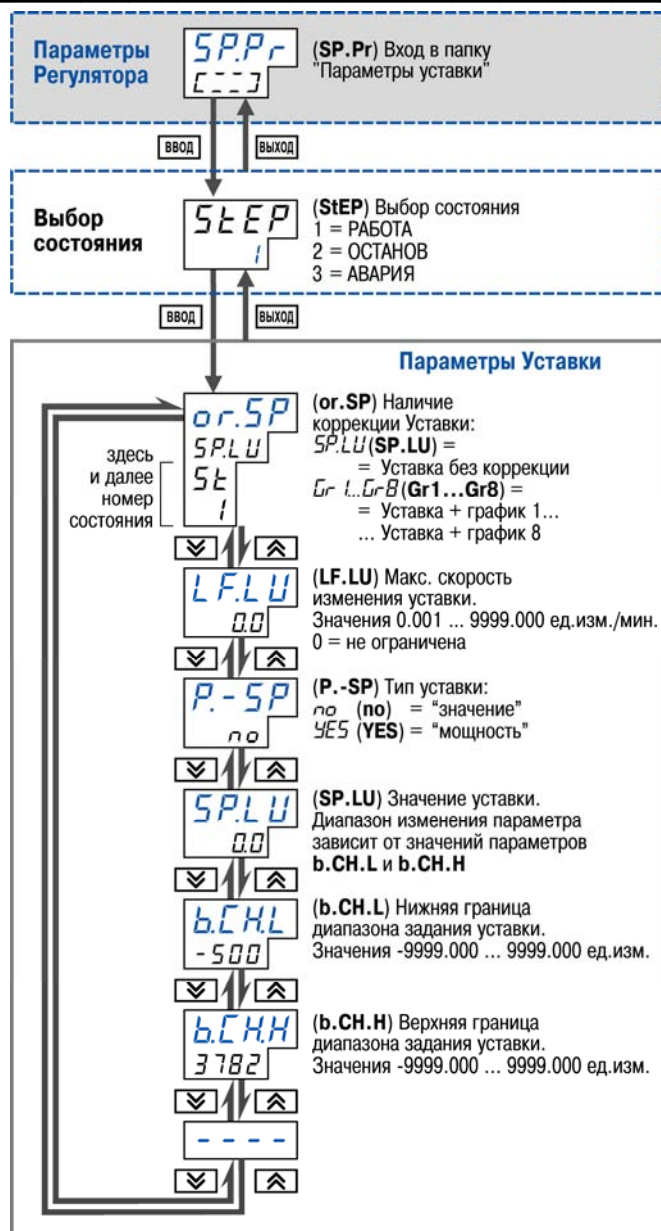 Параметры
Регулятора
SP.Pr
[---]
(SP.Pr) Вход в папку
"Параметры уставки"
ВВОД
ВЫХОД
Выбор
состояния
StEP
1
(StEP) Выбор состояния
1 = РАБОТА
2 = ОСТАНОВ
3 = АВАРИЯ
ВВОД
ВЫХОД
Параметры Уставки
здесь
и далее
номер
состояния
or.SP
SP.LU
St
1
(or.SP) Наличие
коррекции Уставки:
SP.LU (SP.LU) =
= Уставка без коррекции
Gr 1...Gr8 (Gr1...Gr8) =
= Уставка + график 1...
... Уставка + график 8
LF.LU
0.0
(LF.LU) Макс. скорость
изменения уставки.
Значения 0.001 ... 9999.000 ед.изм./мин.
0 = не ограничена
P.-SP
no
(P.-SP) Тип уставки:
no (no) = “значение”
YES (YES) = “мощность”
SP.LU
0.0
(SP.LU) Значение уставки.
Диапазон изменения параметра
зависит от значений параметров
b.CH.L и b.CH.H
b.CH.L
-500
(b.CH.L) Нижняя граница
диапазона задания уставки.
Значения -9999.000 ... 9999.000 ед.изм.
b.CH.H
3782
(b.CH.H) Верхняя граница
диапазона задания уставки.
Значения -9999.000 ... 9999.000 ед.изм.
- - - -